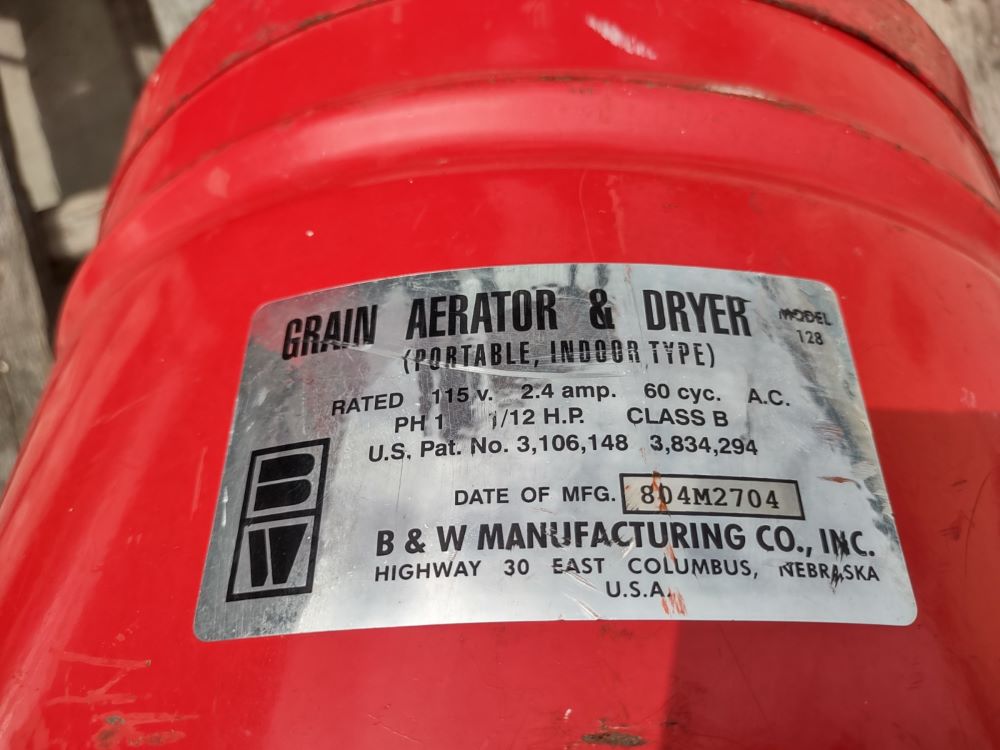 GRAIN AERATOR & DRYER
MODEL
128
(PORTABLE, INDOOR TYPE)
RATED 115 v. 2.4 amp. 60 cyc. A.C.
PH 1 1/12 H.P. CLASS B
U.S. Pat. No. 3,106,148 3,834,294
DATE OF MFG. 804M2704
BW
B & W MANUFACTURING CO., INC.
HIGHWAY 30 EAST COLUMBUS, NEBRASKA
U.S.A.